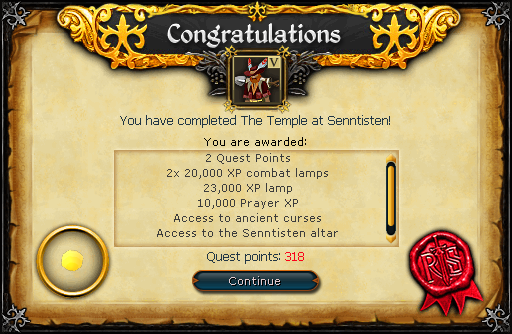 Congratulations
V
You have completed The Temple at Senntisten!
You are awarded:
2 Quest Points
2x 20,000 XP combat lamps
23,000 XP lamp
10,000 Prayer XP
Access to ancient curses
Access to the Senntisten altar
Quest points: 318
Continue
RS